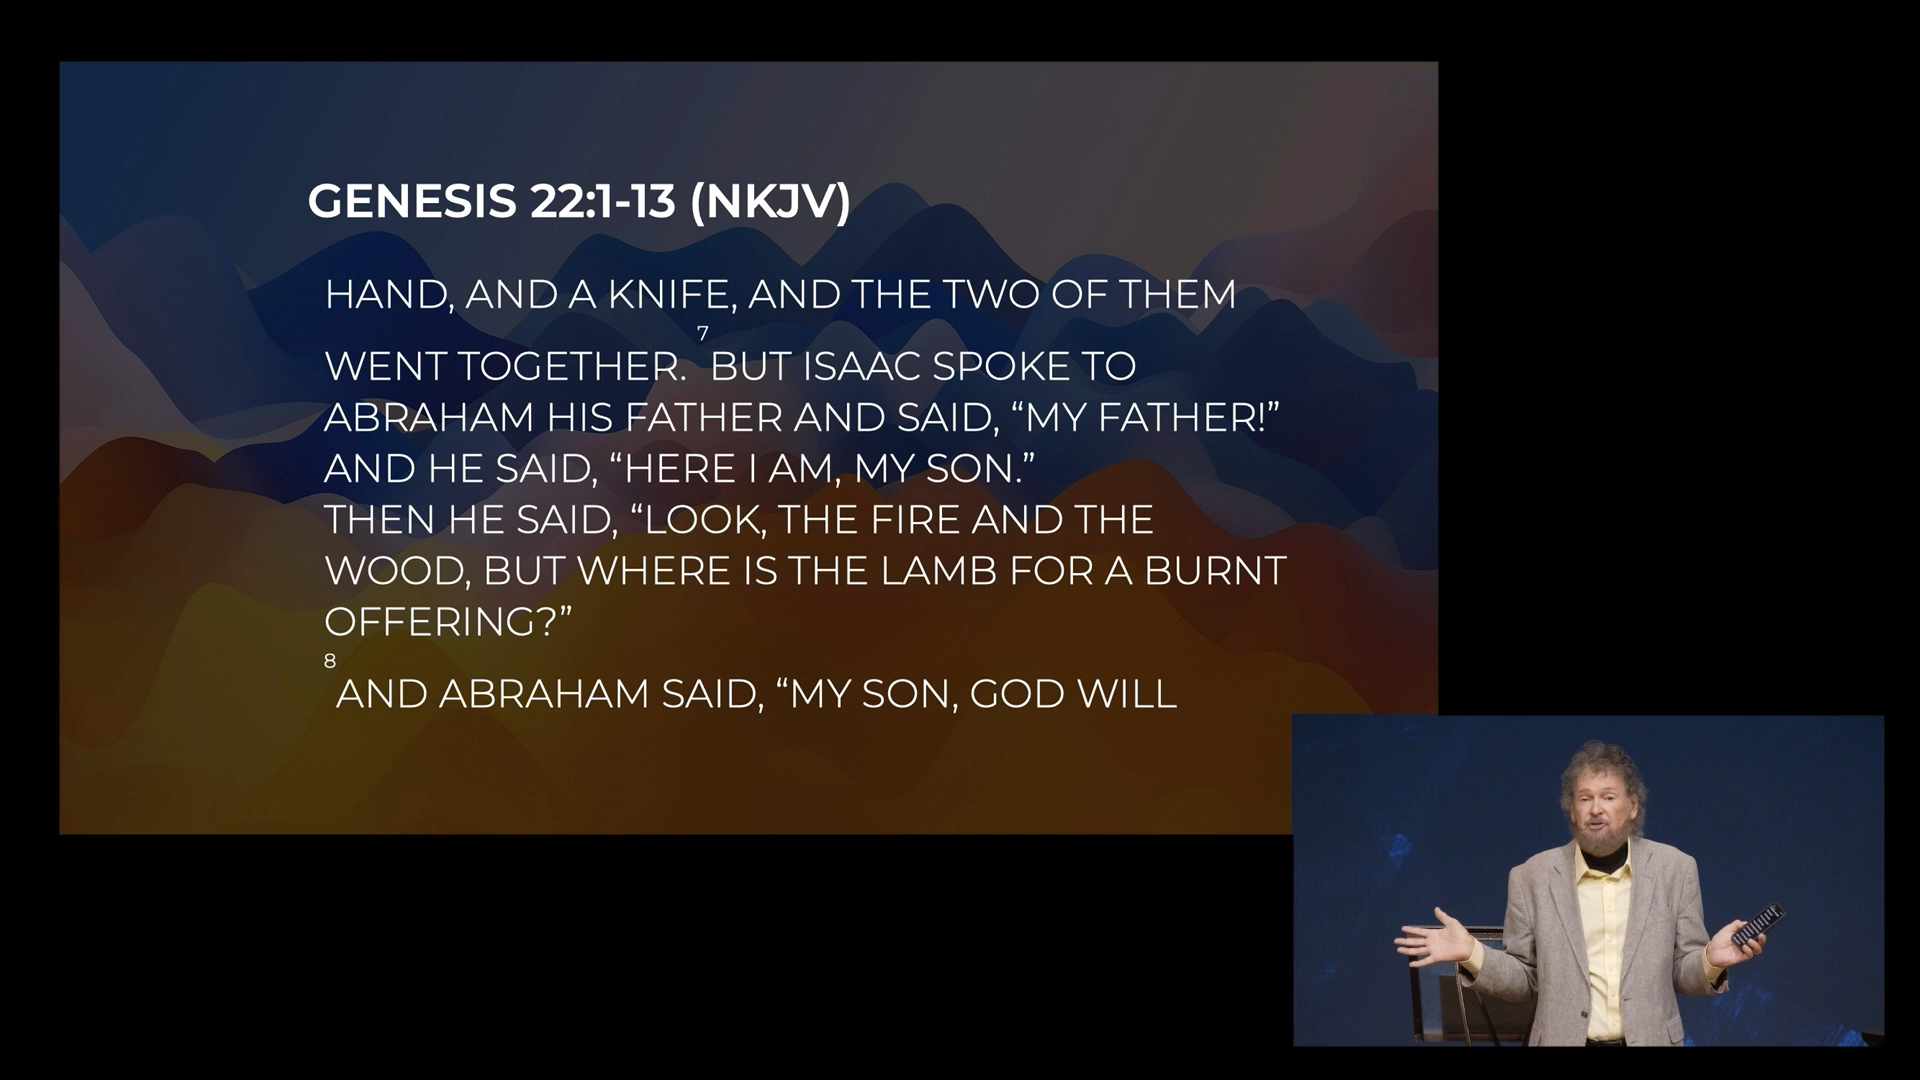 GENESIS 22:1-13 (NKJV)
HAND, AND A KNIFE, AND THE TWO OF THEM
WENT TOGETHER. 7 BUT ISAAC SPOKE TO
ABRAHAM HIS FATHER AND SAID, “MY FATHER!”
AND HE SAID, “HERE I AM, MY SON.”
THEN HE SAID, “LOOK, THE FIRE AND THE
WOOD, BUT WHERE IS THE LAMB FOR A BURNT
OFFERING?”
8 AND ABRAHAM SAID, “MY SON, GOD WILL